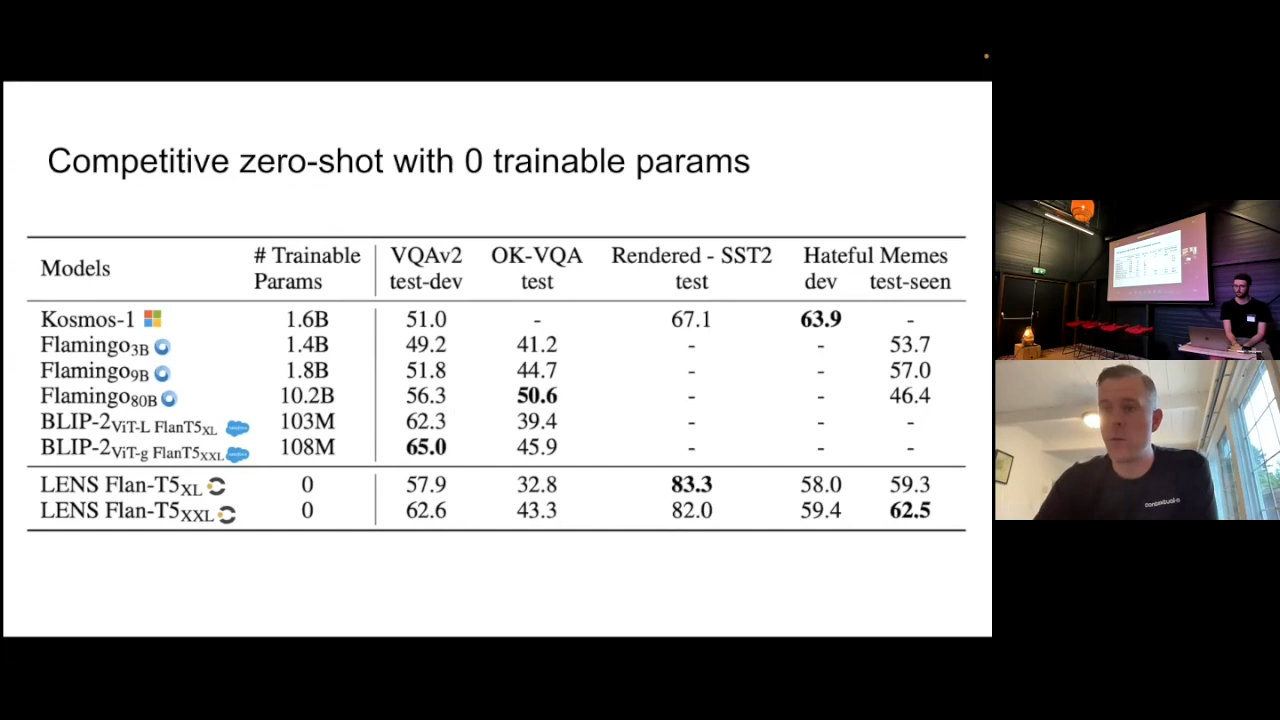 Competitive zero-shot with 0 trainable params
Models # Trainable Params VQAv2 test-dev OK-VQA test Rendered - SST2 test Hateful Memes dev test-seen
Kosmos-1 1.6B 51.0 - 67.1 63.9 -
Flamingo3B 1.4B 49.2 41.2 - - 53.7
Flamingo9B 1.8B 51.8 44.7 - - 57.0
Flamingo80B 10.2B 56.3 50.6 - - 46.4
BLIP-2ViT-L FlanT5XL 103M 62.3 39.4 - - -
BLIP-2ViT-g FlanT5XXL 108M 65.0 45.9 - - -
LENS Flan-T5XL 0 57.9 32.8 83.3 58.0 59.3
LENS Flan-T5XXL 0 62.6 43.3 82.0 59.4 62.5